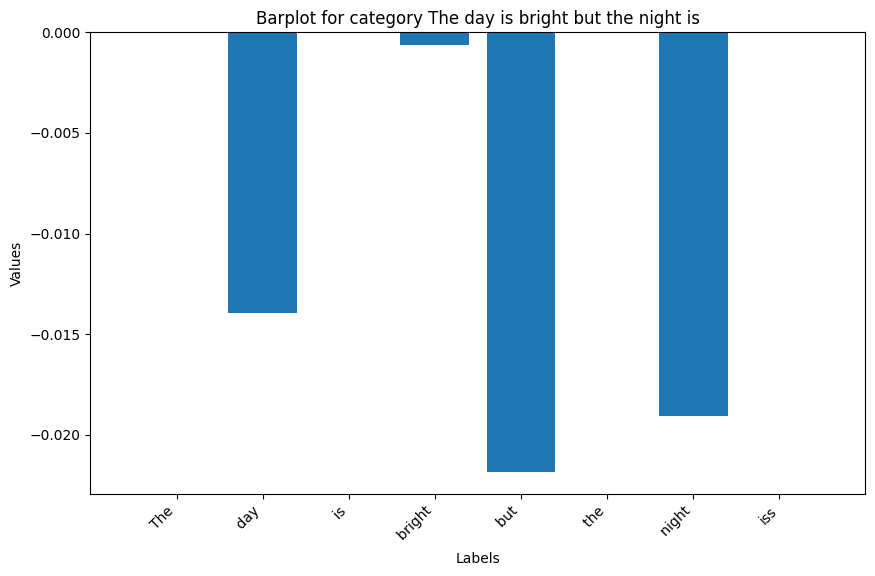 Barplot for category The day is bright but the night is
0.000
−0.005
−0.010
−0.015
−0.020
Values
The
day
is
bright
but
the
night
iss
Labels